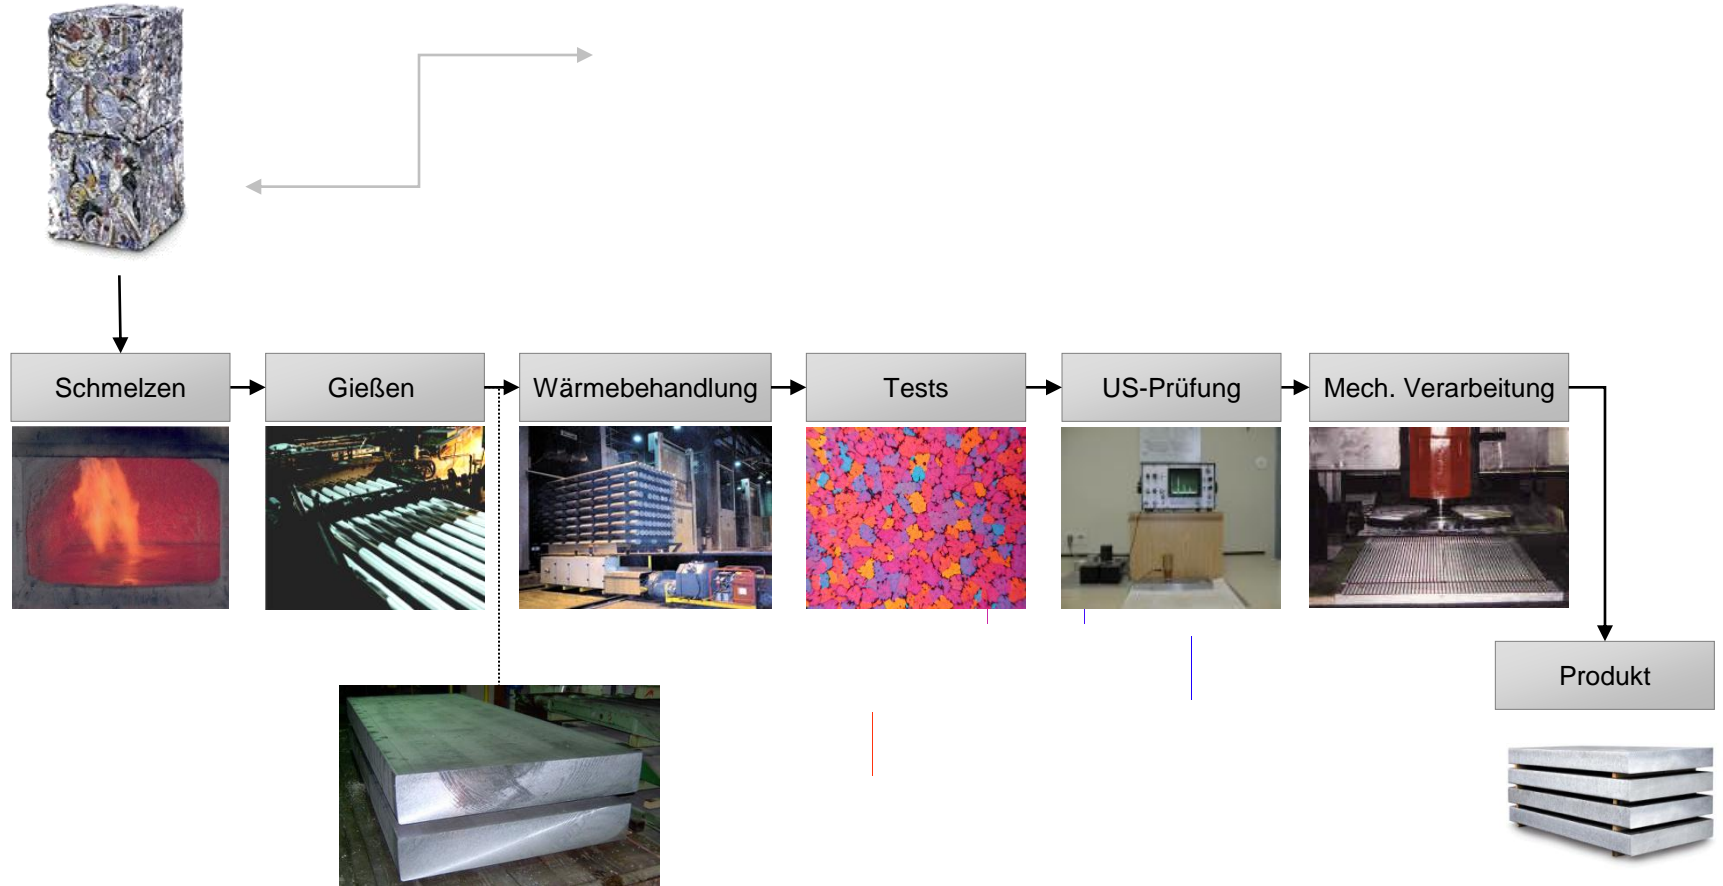 Schmelzen
Gießen
Wärmebehandlung
Tests
US-Prüfung
Mech. Verarbeitung
Produkt